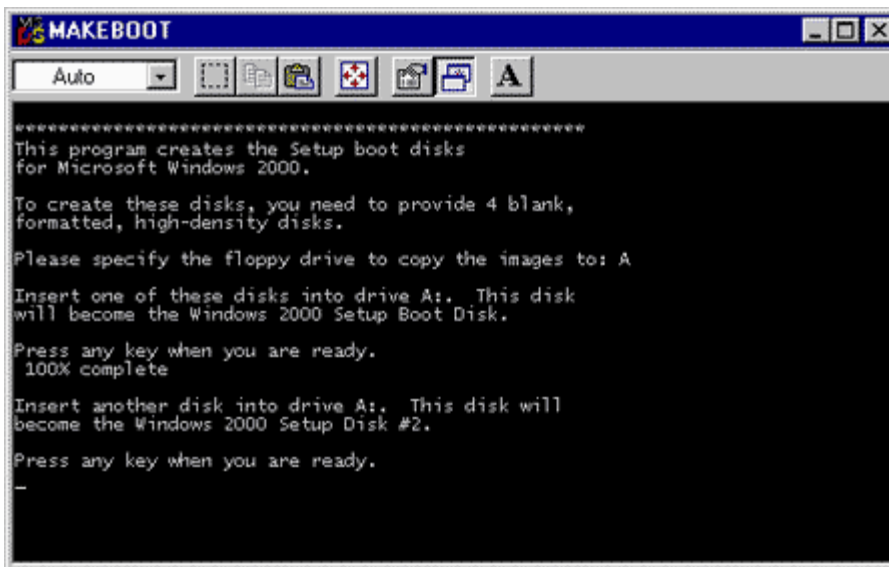 MAKEBOOT
Auto
A
*****************************************************
This program creates the Setup boot disks
for Microsoft Windows 2000.
To create these disks, you need to provide 4 blank,
formatted, high-density disks.
Please specify the floppy drive to copy the images to: A
Insert one of these disks into drive A:.  This disk
will become the Windows 2000 Setup Boot Disk.
Press any key when you are ready.
 100% complete
Insert another disk into drive A:.  This disk will
become the Windows 2000 Setup Disk #2.
Press any key when you are ready.
_